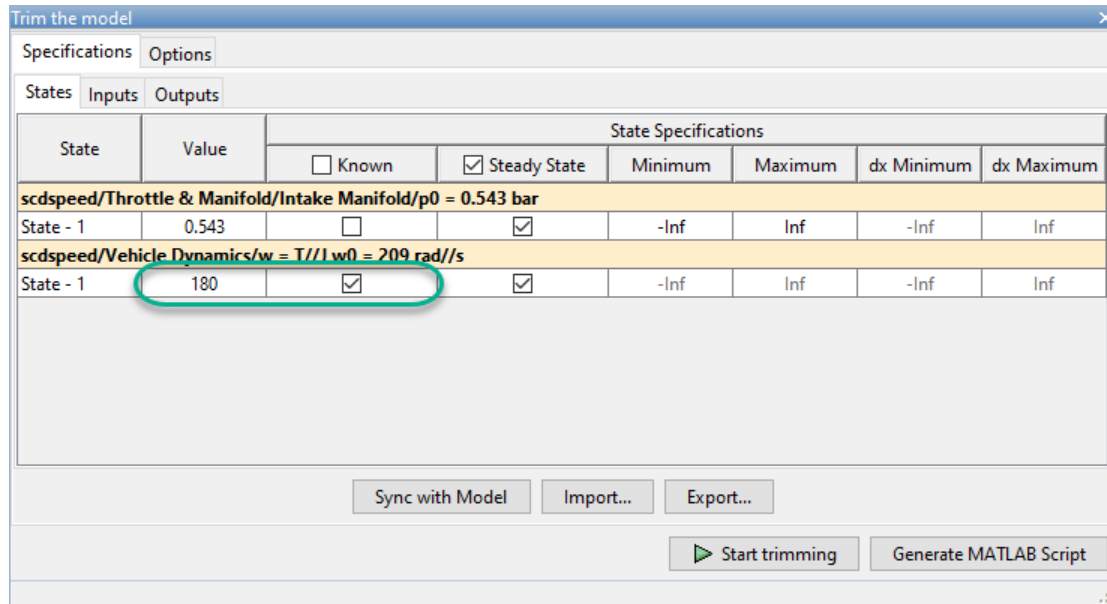 Trim the model
Specifications Options
States Inputs Outputs
State Value State Specifications
Known Steady State Minimum Maximum dx Minimum dx Maximum
scdspeed/Throttle & Manifold/Intake Manifold/p0 = 0.543 bar
State - 1 0.543 -Inf Inf -Inf Inf
scdspeed/Vehicle Dynamics/w = T//J w0 = 209 rad//s
State - 1 180 -Inf Inf -Inf Inf
Sync with Model Import... Export...
Start trimming Generate MATLAB Script